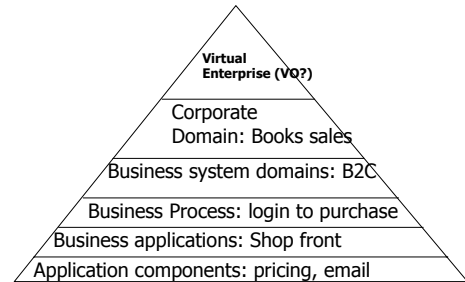 Virtual
Enterprise (VO?)
Corporate
Domain: Books sales
Business system domains: B2C
Business Process: login to purchase
Business applications: Shop front
Application components: pricing, email